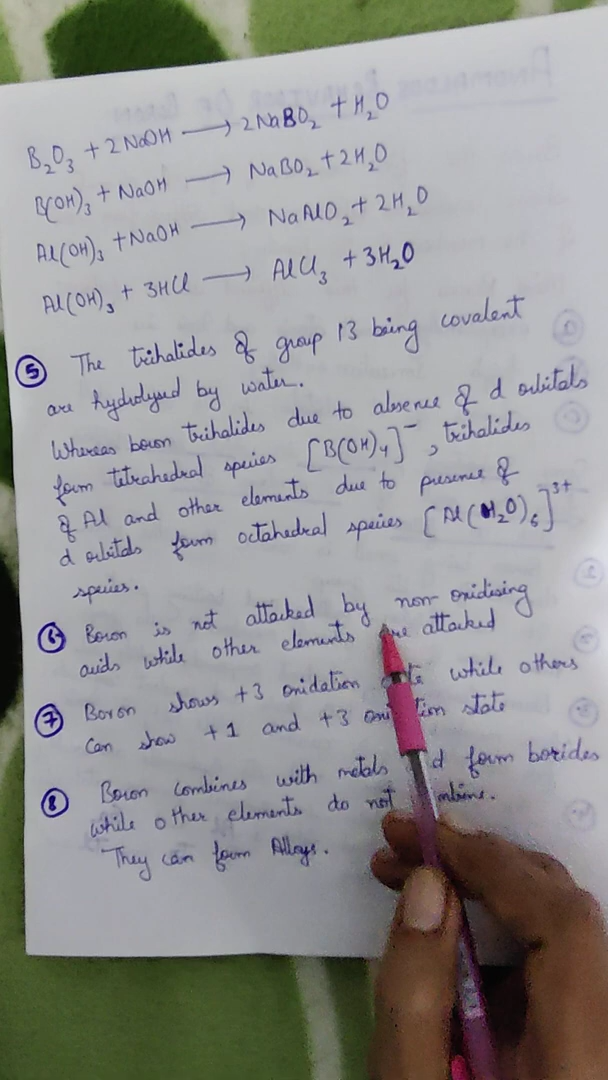 B₂O₃ + 2NaOH → 2NaBO₂ + H₂O
B(OH)₃ + NaOH → NaBO₂ + 2H₂O
Al(OH)₃ + NaOH → NaAlO₂ + 2H₂O
Al(OH)₃ + 3HCl → AlCl₃ + 3H₂O
5 The trihalides of group 13 being covalent
are hydrolysed by water.
Whereas boron trihalides due to absence of d orbitals
form tetrahedral species [B(OH)₄]⁻, trihalides
of Al and other elements due to presence of
d orbitals form octahedral species [Al(H₂O)₆]³⁺
species.
6 Boron is not attacked by non-oxidising
acids while other elements are attacked
7 Boron shows +3 oxidation while others
can show +1 and +3 state
8 Boron combines with metals form borides
while other elements do not
They can form Alloys.